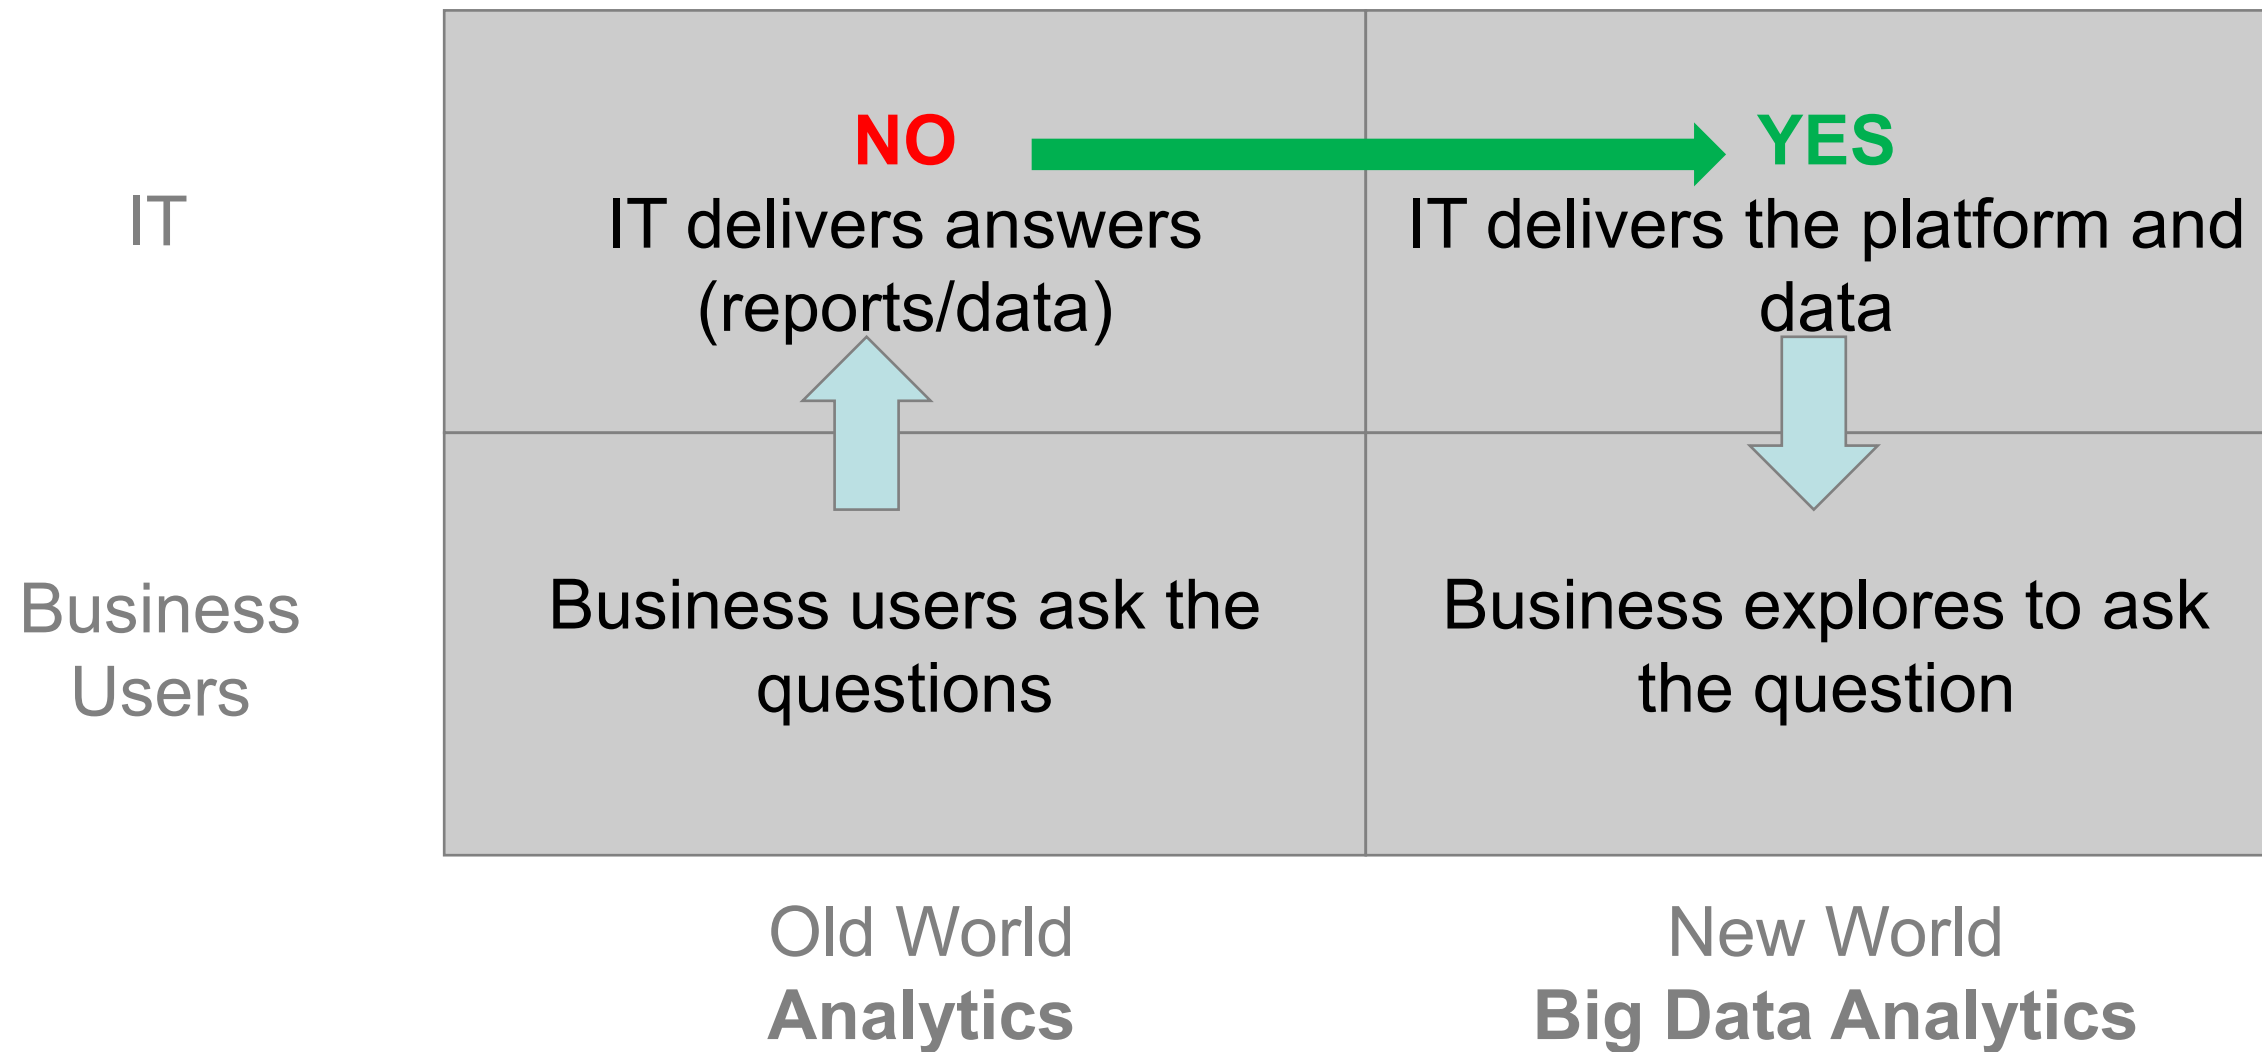 IT
NO
IT delivers answers
(reports/data)
YES
IT delivers the platform and
data
Business
Users
Business users ask the
questions
Business explores to ask
the question
Old World
Analytics
New World
Big Data Analytics